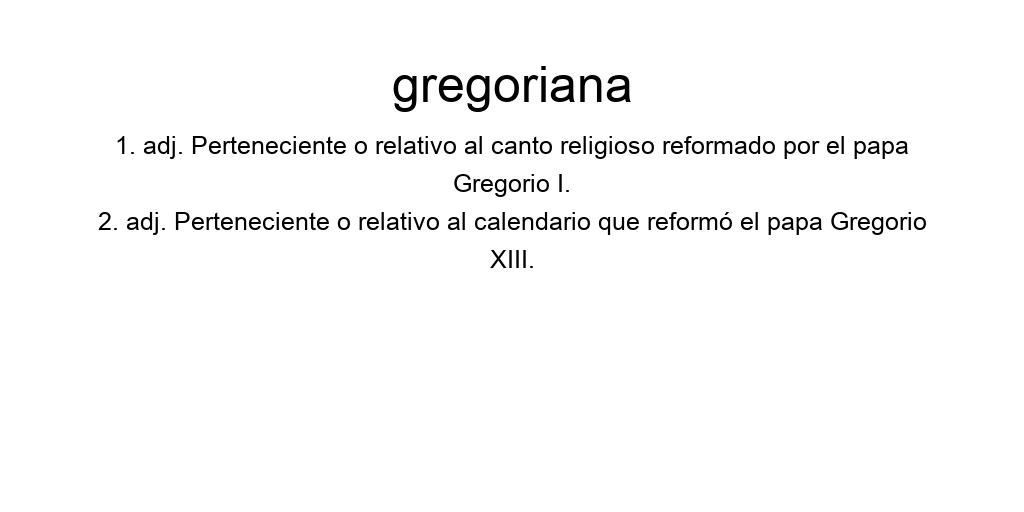 gregoriana
1. adj. Perteneciente o relativo al canto religioso reformado por el papa
Gregorio I.
2. adj. Perteneciente o relativo al calendario que reformó el papa Gregorio
XIII.